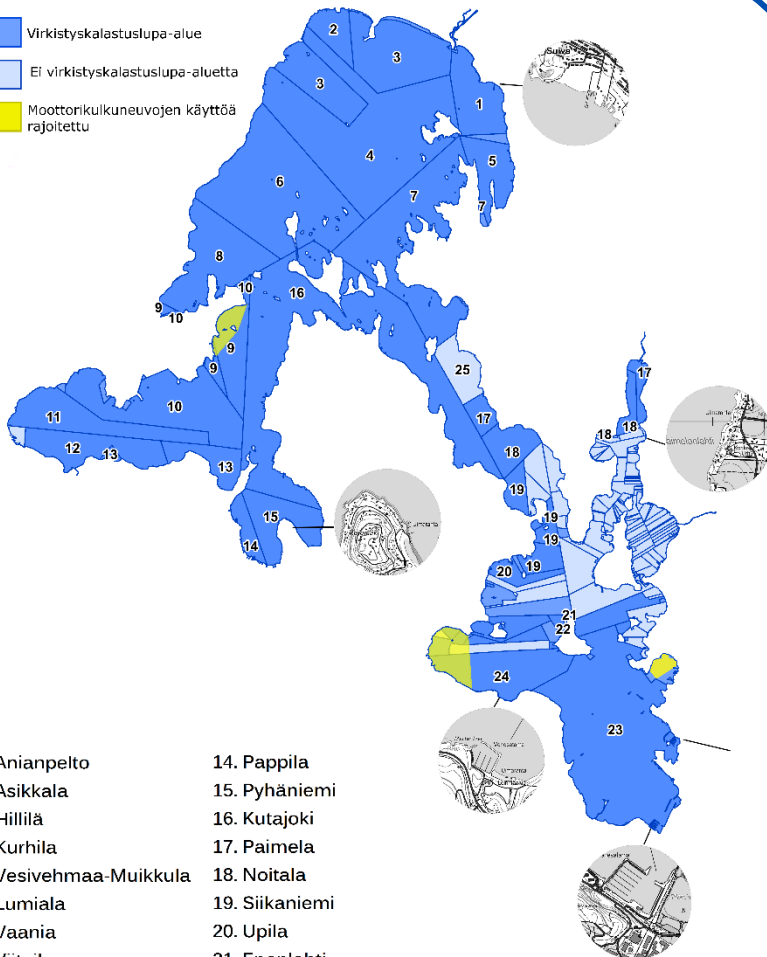 Virkistyskalastuslupa-alue
Ei virkistyskalastuslupa-aluetta
Moottorikulkuneuvojen käyttöä
rajoitettu
2
3
3
1
4
5
6
7
7
8
10
16
9
10
9
9
25
17
11
10
17
18
18
12
13
13
18
19
15
19
14
19
20
19
21
22
24
23
Anianpelto
Asikkala
Hillilä
Kurhila
Vesivehmaa-Muikkula
Lumiala
Vaania
14. Pappila
15. Pyhäniemi
16. Kutajoki
17. Paimela
18. Noitala
19. Siikaniemi
20. Upila